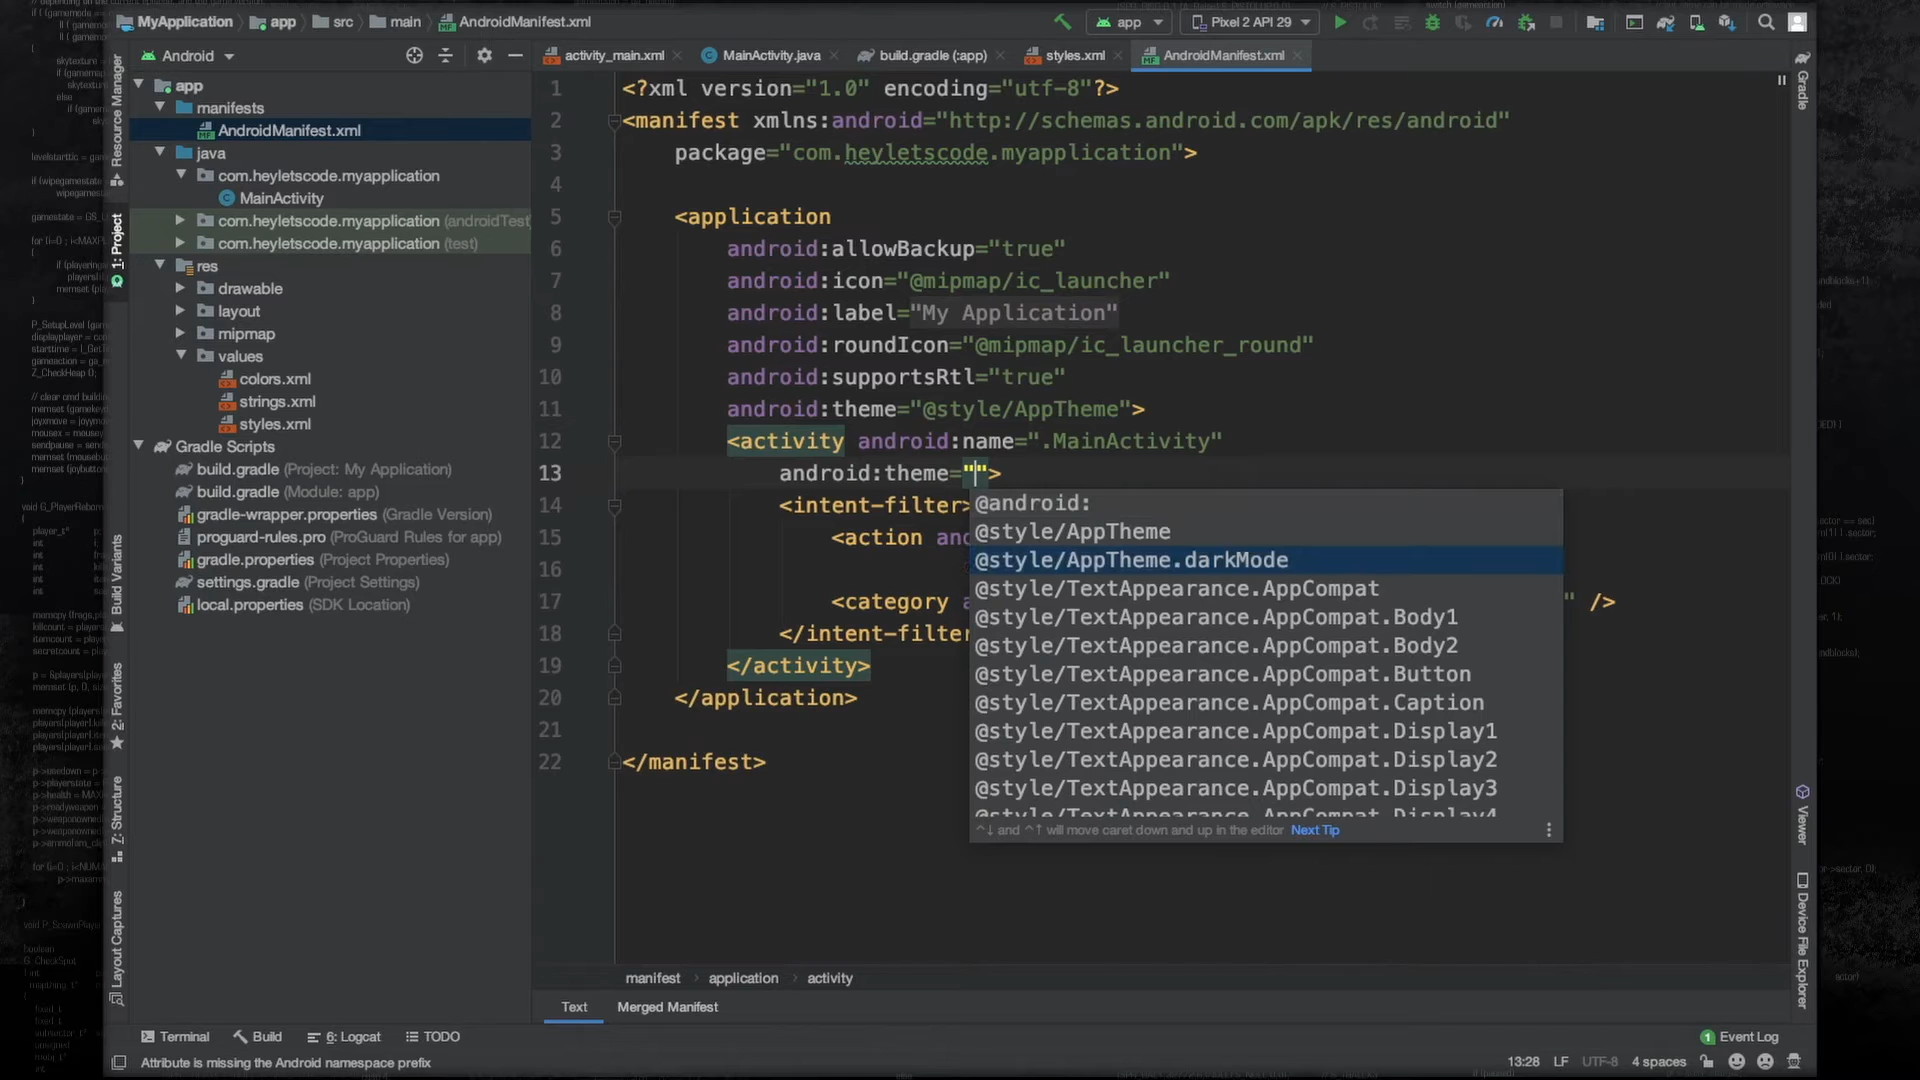 MyApplication app src main AndroidManifest.xml
app Pixel 2 API 29
Android
activity_main.xml MainActivity.java build.gradle (:app) styles.xml AndroidManifest.xml
Resource Manager
1: Project
Build Variants
2: Favorites
7: Structure
Layout Captures
app
manifests
AndroidManifest.xml
java
com.heyletscode.myapplication
MainActivity
com.heyletscode.myapplication (androidTest
com.heyletscode.myapplication (test)
res
drawable
layout
mipmap
values
colors.xml
strings.xml
styles.xml
Gradle Scripts
build.gradle (Project: My Application)
build.gradle (Module: app)
gradle-wrapper.properties (Gradle Version)
proguard-rules.pro (ProGuard Rules for app)
gradle.properties (Project Properties)
settings.gradle (Project Settings)
local.properties (SDK Location)
1 <?xml version="1.0" encoding="utf-8"?>
2 <manifest xmlns:android="http://schemas.android.com/apk/res/android"
3 package="com.heyletscode.myapplication">
4
5 <application
6 android:allowBackup="true"
7 android:icon="@mipmap/ic_launcher"
8 android:label="My Application"
9 android:roundIcon="@mipmap/ic_launcher_round"
10 android:supportsRtl="true"
11 android:theme="@style/AppTheme">
12 <activity android:name=".MainActivity"
13 android:theme="">
14 <intent-filter>
15 <action and
16
17 <category a " />
18 </intent-filter
19 </activity>
20 </application>
21
22 </manifest>
@android:
@style/AppTheme
@style/AppTheme.darkMode
@style/TextAppearance.AppCompat
@style/TextAppearance.AppCompat.Body1
@style/TextAppearance.AppCompat.Body2
@style/TextAppearance.AppCompat.Button
@style/TextAppearance.AppCompat.Caption
@style/TextAppearance.AppCompat.Display1
@style/TextAppearance.AppCompat.Display2
@style/TextAppearance.AppCompat.Display3
@style/TextAppearance.AppCompat.Display4
^↓ and ^↑ will move caret down and up in the editor Next Tip
manifest application activity
Text Merged Manifest
Gradle
Viewer
Device File Explorer
Terminal Build 6: Logcat TODO
1 Event Log
Attribute is missing the Android namespace prefix
13:28 LF UTF-8 4 spaces